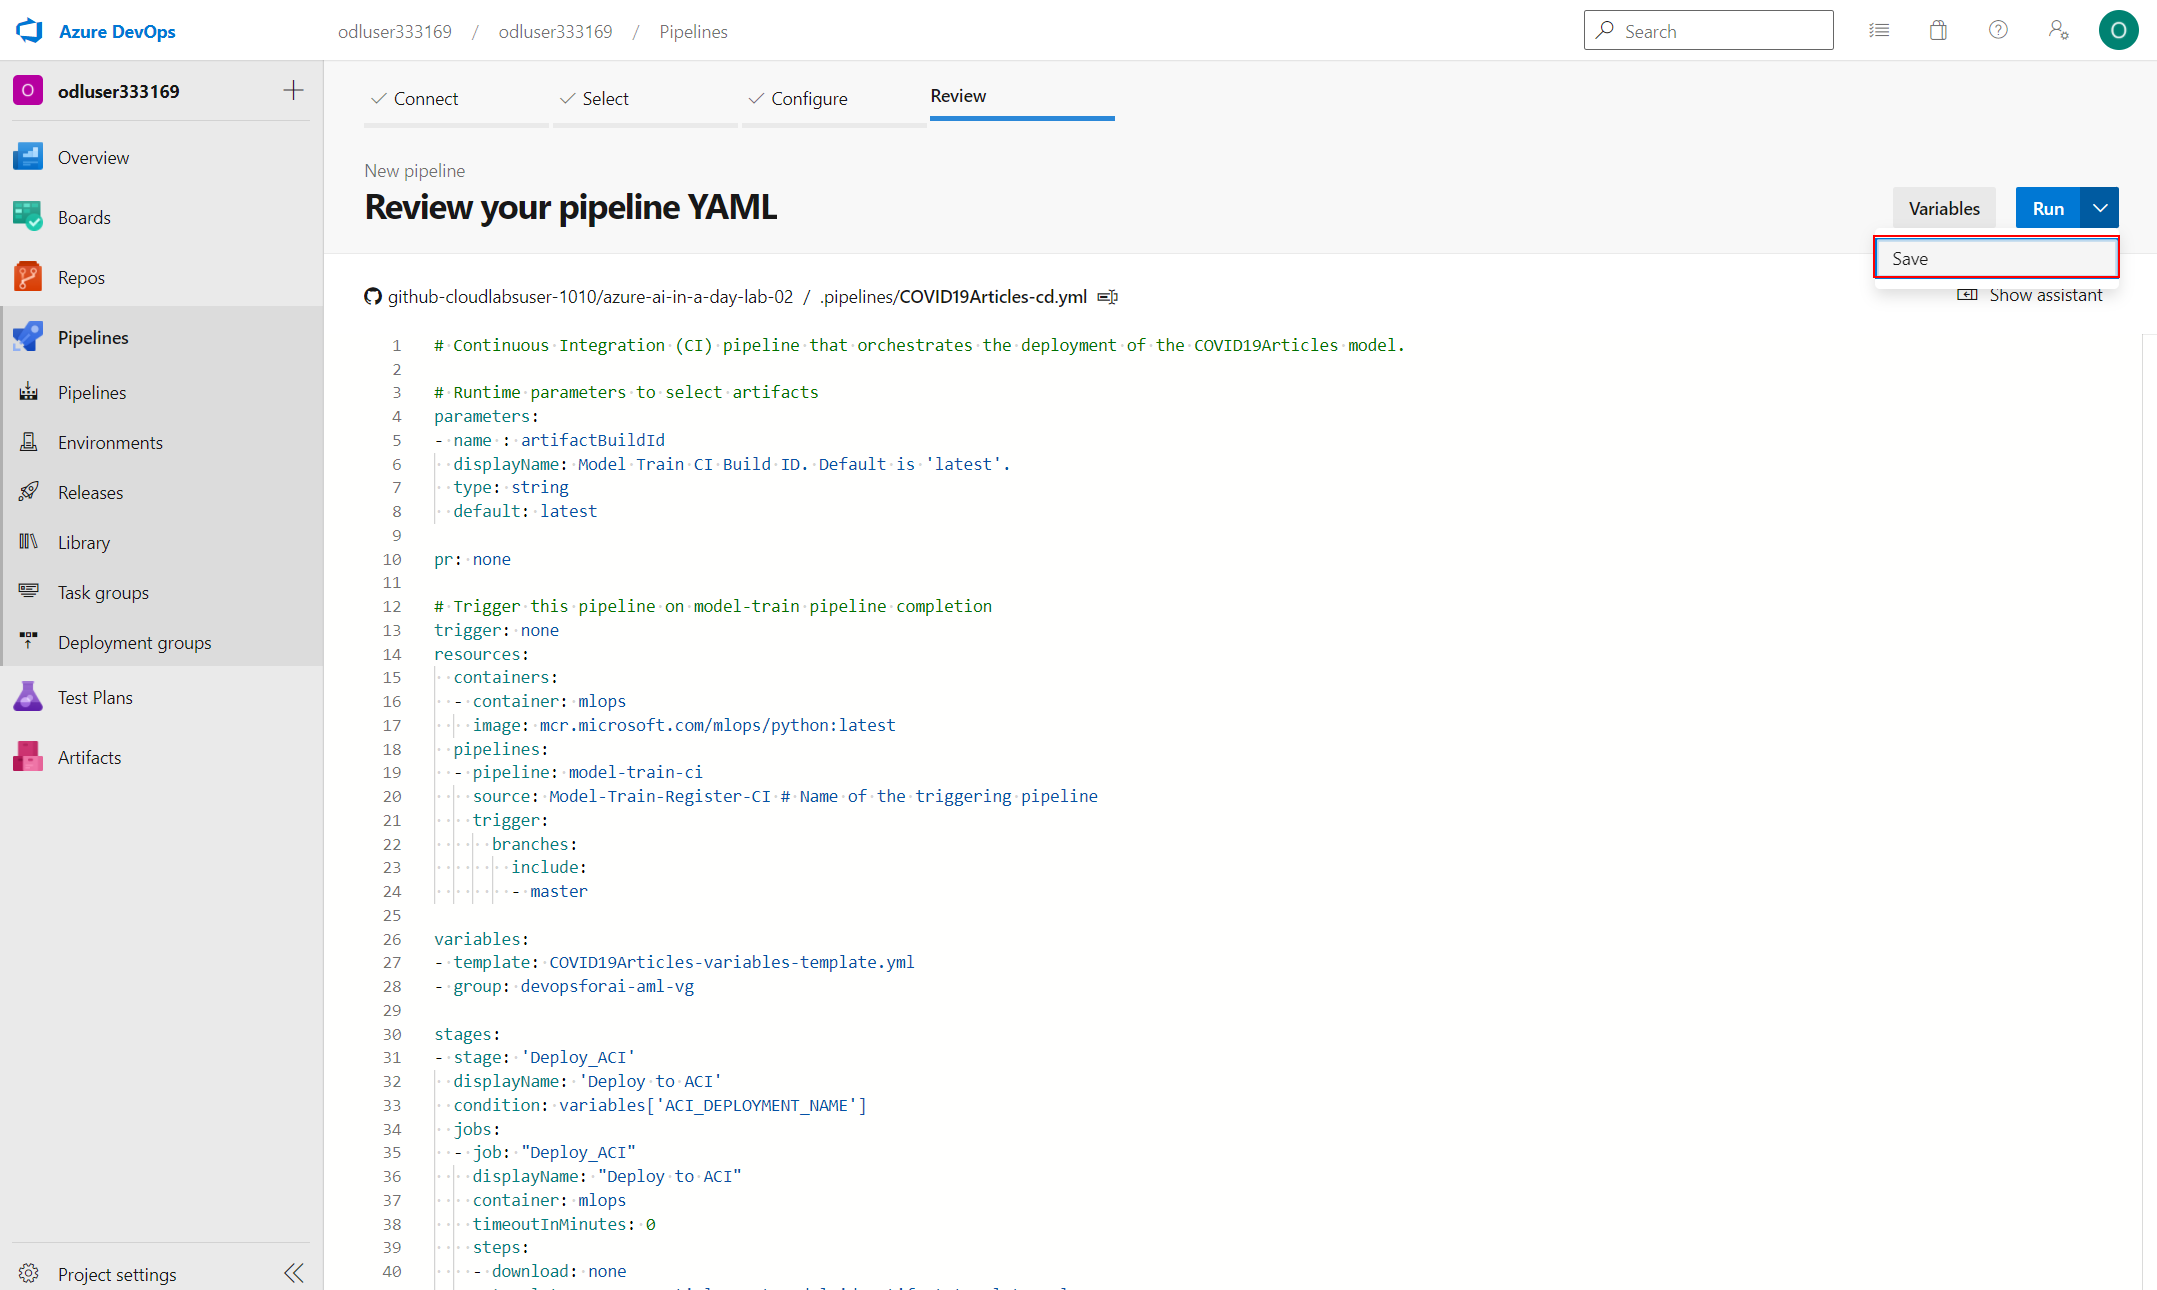 Azure DevOps
odluser333169 / odluser333169 / Pipelines
Search
O
O odluser333169
Overview
Boards
Repos
Pipelines
Pipelines
Environments
Releases
Library
Task groups
Deployment groups
Test Plans
Artifacts
Project settings
Connect
Select
Configure
Review
New pipeline
Review your pipeline YAML
Variables
Run
Save
github-cloudlabsuser-1010/azure-ai-in-a-day-lab-02 / .pipelines/COVID19Articles-cd.yml
Show assistant
1 # Continuous Integration (CI) pipeline that orchestrates the deployment of the COVID19Articles model.
2
3 # Runtime parameters to select artifacts
4 parameters:
5 - name : artifactBuildId
6   displayName: Model Train CI Build ID. Default is 'latest'.
7   type: string
8   default: latest
9
10 pr: none
11
12 # Trigger this pipeline on model-train pipeline completion
13 trigger: none
14 resources:
15   containers:
16   - container: mlops
17     image: mcr.microsoft.com/mlops/python:latest
18   pipelines:
19   - pipeline: model-train-ci
20     source: Model-Train-Register-CI # Name of the triggering pipeline
21     trigger:
22       branches:
23         include:
24         - master
25
26 variables:
27 - template: COVID19Articles-variables-template.yml
28 - group: devopsforai-aml-vg
29
30 stages:
31 - stage: 'Deploy_ACI'
32   displayName: 'Deploy to ACI'
33   condition: variables['ACI_DEPLOYMENT_NAME']
34   jobs:
35   - job: "Deploy_ACI"
36     displayName: "Deploy to ACI"
37     container: mlops
38     timeoutInMinutes: 0
39     steps:
40     - download: none